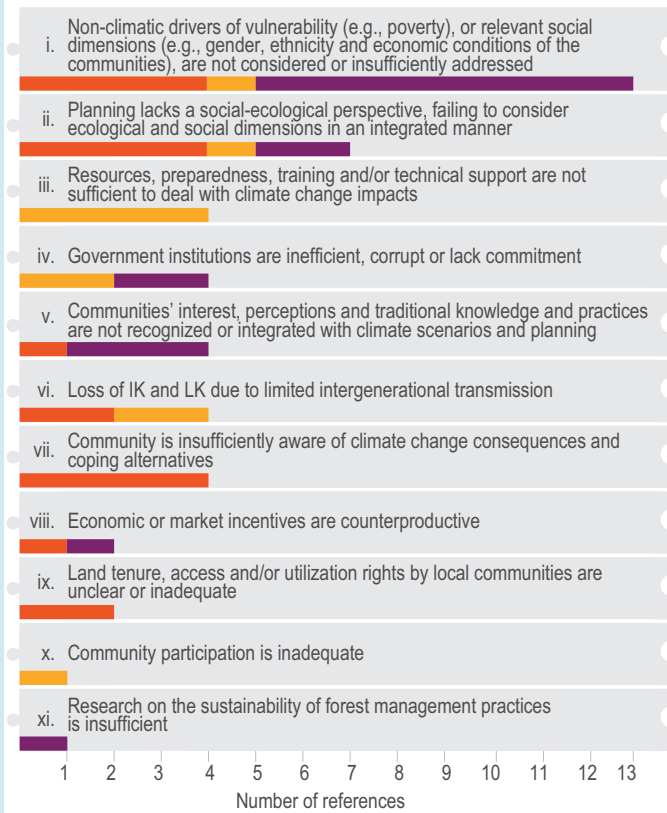 i. Non-climatic drivers of vulnerability (e.g., poverty), or relevant social
dimensions (e.g., gender, ethnicity and economic conditions of the
communities), are not considered or insufficiently addressed
ii. Planning lacks a social-ecological perspective, failing to consider
ecological and social dimensions in an integrated manner
iii. Resources, preparedness, training and/or technical support are not
sufficient to deal with climate change impacts
iv. Government institutions are inefficient, corrupt or lack commitment
v. Communities’ interest, perceptions and traditional knowledge and practices
are not recognized or integrated with climate scenarios and planning
vi. Loss of IK and LK due to limited intergenerational transmission
vii. Community is insufficiently aware of climate change consequences and
coping alternatives
viii. Economic or market incentives are counterproductive
ix. Land tenure, access and/or utilization rights by local communities are
unclear or inadequate
x. Community participation is inadequate
xi. Research on the sustainability of forest management practices
is insufficient
1 2 3 4 5 6 7 8 9 10 11 12 13
Number of references